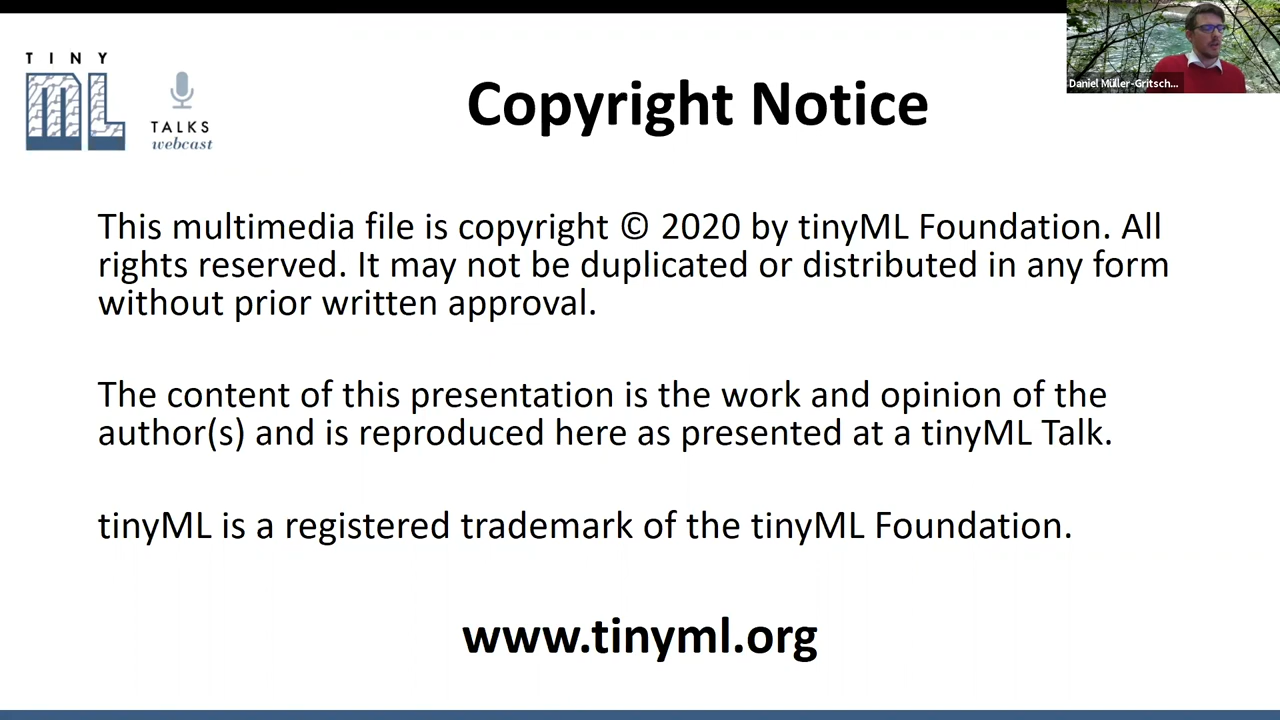 TINY
ML
TALKS
webcast
Daniel Müller-Gritsch...
Copyright Notice
This multimedia file is copyright © 2020 by tinyML Foundation. All
rights reserved. It may not be duplicated or distributed in any form
without prior written approval.
The content of this presentation is the work and opinion of the
author(s) and is reproduced here as presented at a tinyML Talk.
tinyML is a registered trademark of the tinyML Foundation.
www.tinyml.org